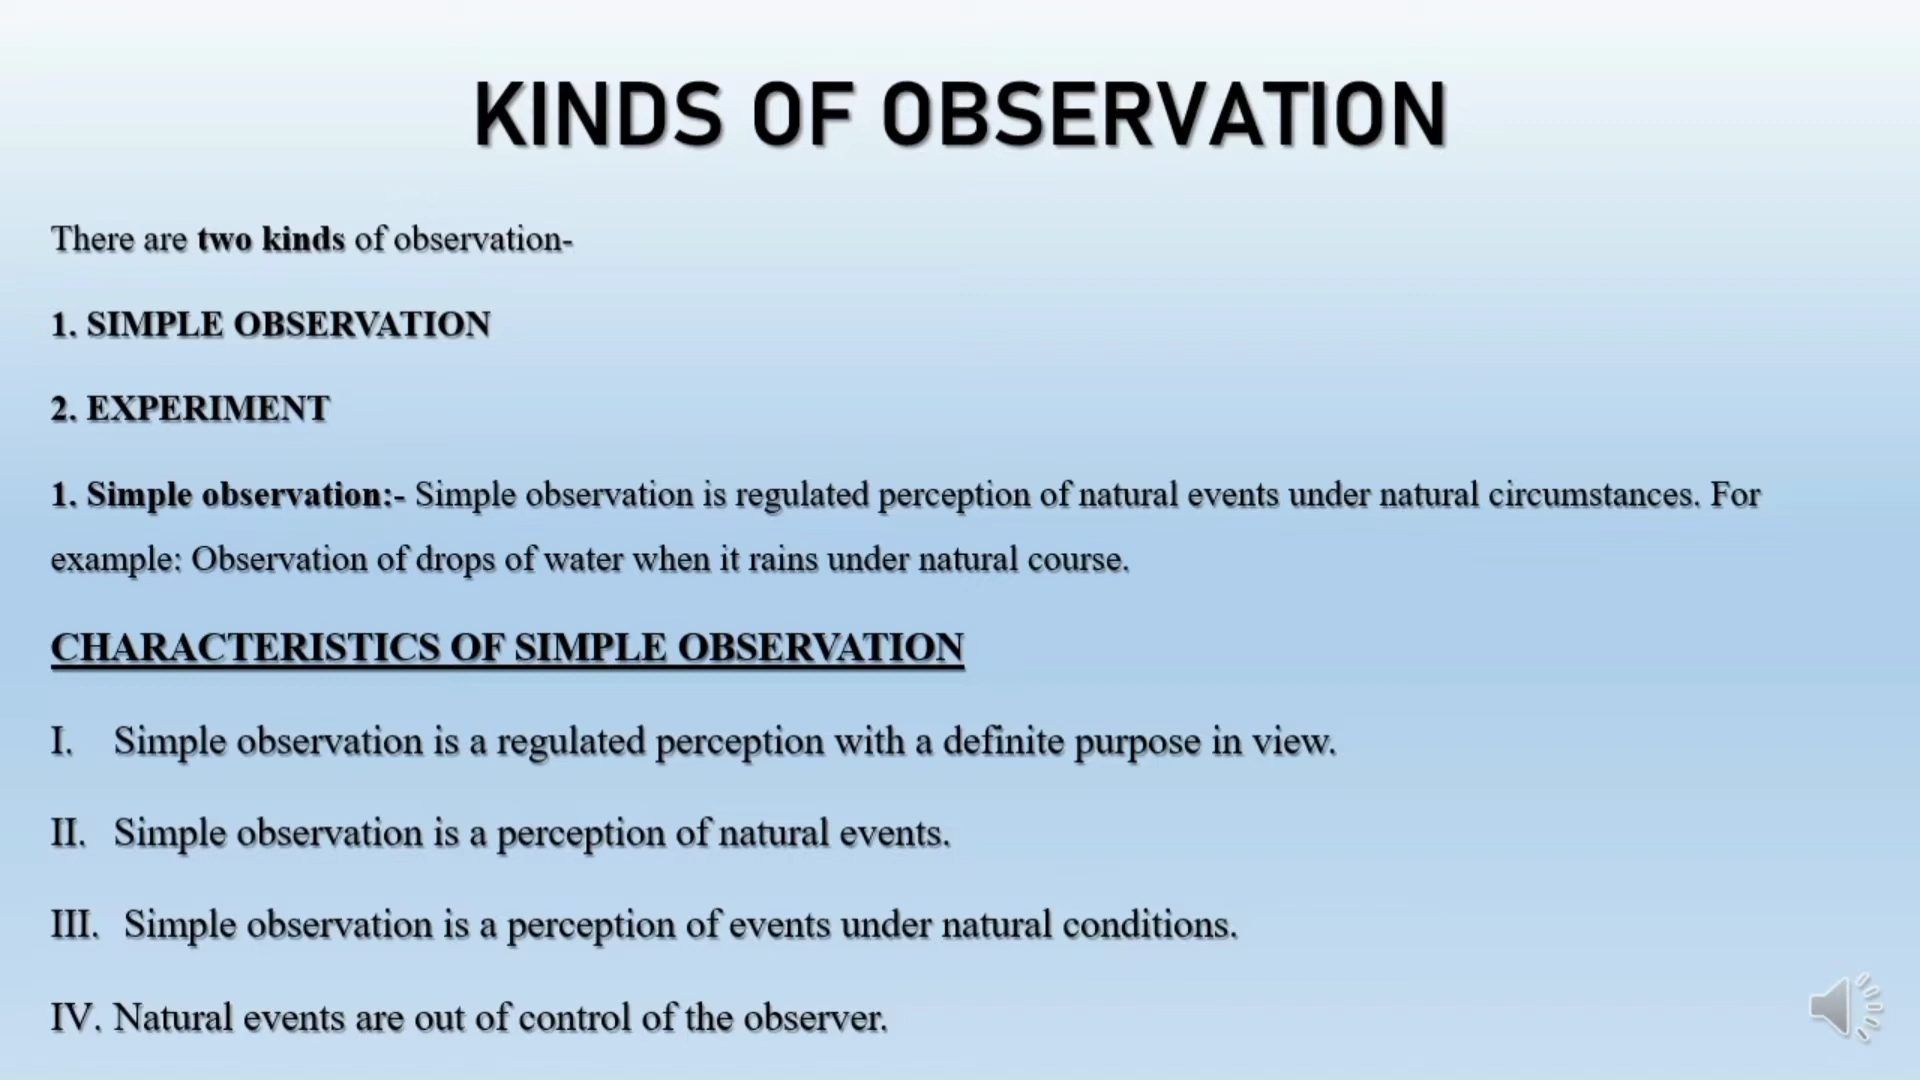 KINDS OF OBSERVATION
There are two kinds of observation-
1. SIMPLE OBSERVATION
2. EXPERIMENT
1. Simple observation:- Simple observation is regulated perception of natural events under natural circumstances. For
example: Observation of drops of water when it rains under natural course.
CHARACTERISTICS OF SIMPLE OBSERVATION
I. Simple observation is a regulated perception with a definite purpose in view.
II. Simple observation is a perception of natural events.
III. Simple observation is a perception of events under natural conditions.
IV. Natural events are out of control of the observer.